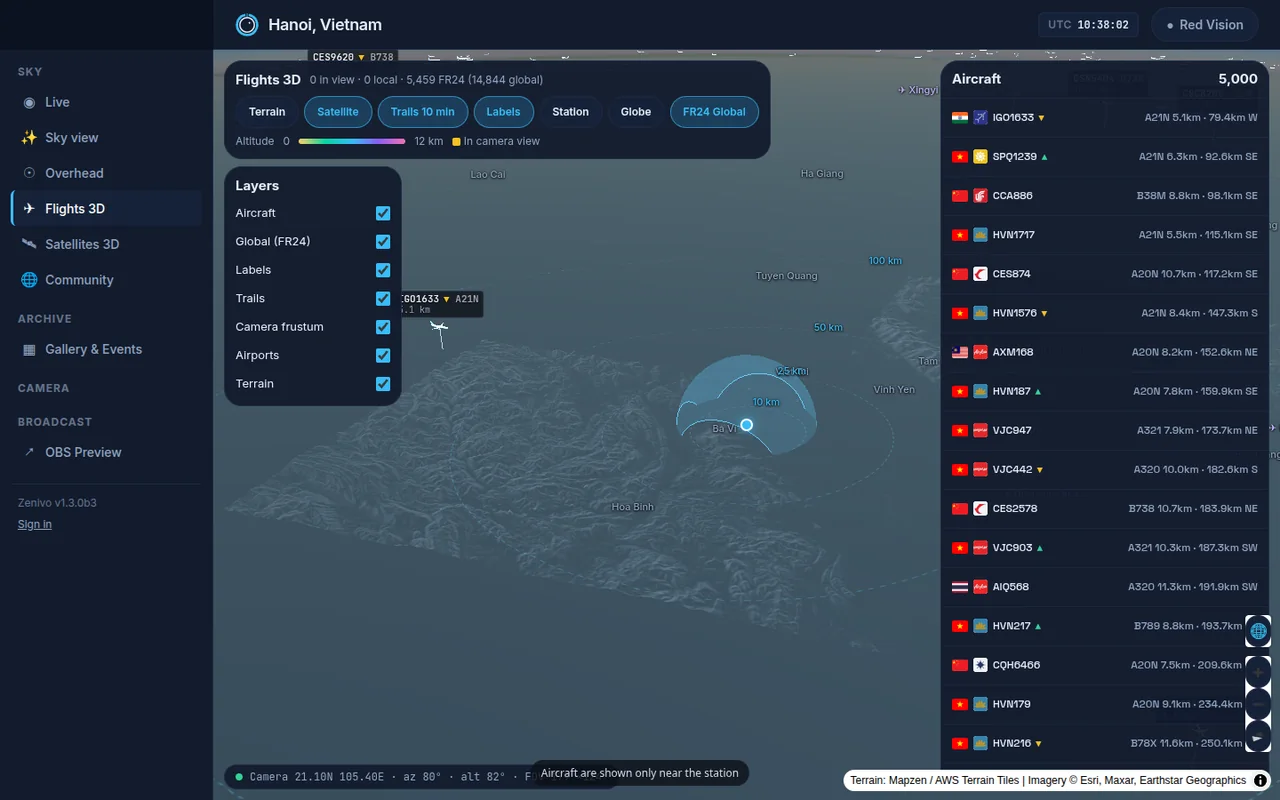 Hanoi, Vietnam
UTC 10:38:02
● Red Vision
SKY
Live
Sky view
Overhead
Flights 3D
Satellites 3D
Community
ARCHIVE
Gallery & Events
CAMERA
BROADCAST
OBS Preview
Zenivo v1.3.0b3
Sign in
CES9620 ▼ B738
Flights 3D 0 in view · 0 local · 5,459 FR24 (14,844 global)
Terrain Satellite Trails 10 min Labels Station Globe FR24 Global
Altitude 0 12 km In camera view
Layers
Aircraft
Global (FR24)
Labels
Trails
Camera frustum
Airports
Terrain
Xingyi
Lao Cai
Ha Giang
100 km
Tuyen Quang
IGO1633 ▼ A21N
5.1 km
50 km
Tam
25 km
Vinh Yen
10 km
Ba Vi
Hoa Binh
Aircraft 5,000
IGO1633 ▼ A21N 5.1km · 79.4km W
SPQ1239 ▲ A21N 6.3km · 92.6km SE
CCA886 B38M 8.8km · 98.1km SE
HVN1717 A21N 5.5km · 115.1km SE
CES874 A20N 10.7km · 117.2km SE
HVN1576 ▼ A21N 8.4km · 147.3km S
AXM168 A20N 8.2km · 152.6km NE
HVN187 ▲ A20N 7.8km · 159.9km SE
VJC947 A321 7.9km · 173.7km NE
VJC442 ▼ A320 10.0km · 182.6km S
CES2578 B738 10.7km · 183.9km NE
VJC903 ▲ A321 10.3km · 187.3km SW
AIQ568 A320 11.3km · 191.9km SW
HVN217 ▲ B789 8.8km · 193.7km
CQH6466 A20N 7.5km · 209.6km
HVN179 A20N 9.1km · 234.4km
HVN216 ▼ B78X 11.6km · 250.1km
Camera 21.10N 105.40E · az 80° · alt 82° ·
Aircraft are shown only near the station
Terrain: Mapzen / AWS Terrain Tiles | Imagery © Esri, Maxar, Earthstar Geographics